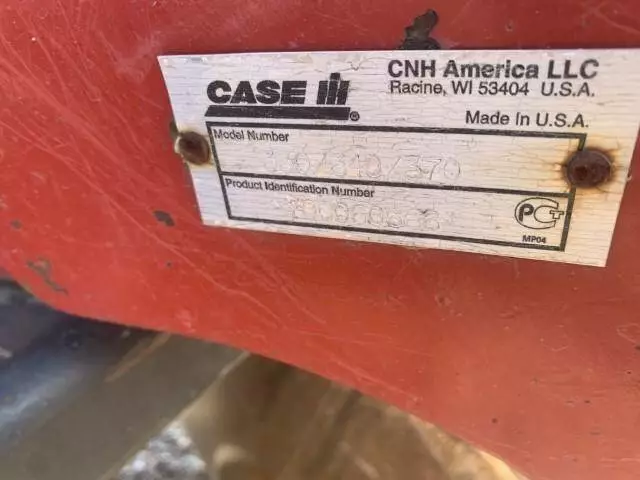 CASE IH
CNH America LLC
Racine, WI 53404 U.S.A.
Made in U.S.A.
Model Number
Product Identification Number
MP04